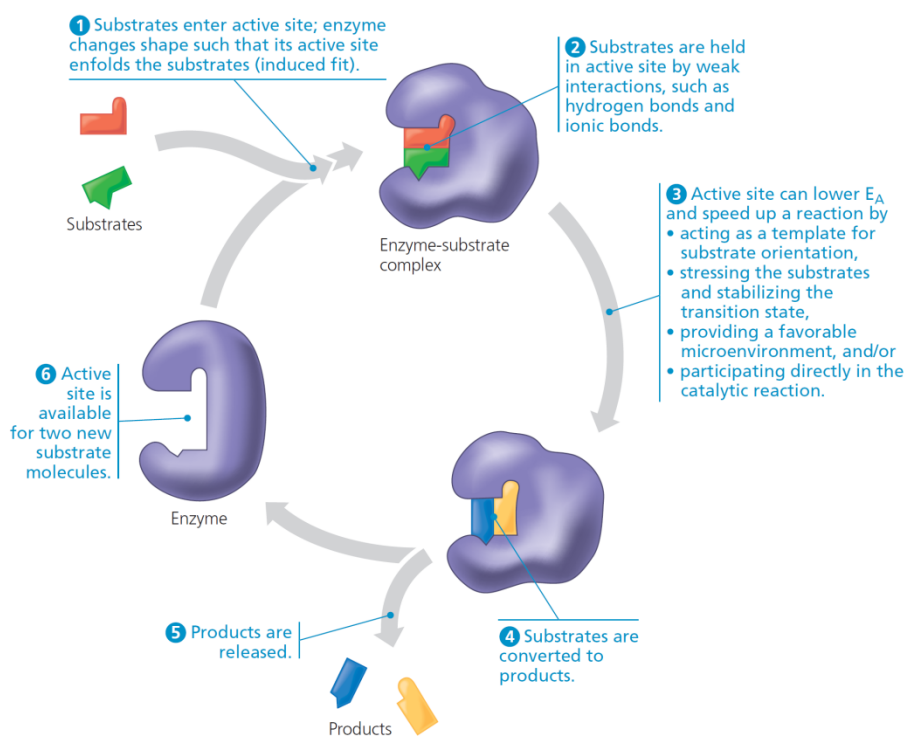 1 Substrates enter active site; enzyme
changes shape such that its active site
enfolds the substrates (induced fit).
2 Substrates are held
in active site by weak
interactions, such as
hydrogen bonds and
ionic bonds.
Substrates
Enzyme-substrate
complex
3 Active site can lower EA
and speed up a reaction by
• acting as a template for
substrate orientation,
• stressing the substrates
and stabilizing the
transition state,
• providing a favorable
microenvironment, and/or
• participating directly in the
catalytic reaction.
6 Active
site is
available
for two new
substrate
molecules.
Enzyme
5 Products are
released.
4 Substrates are
converted to
products.
Products